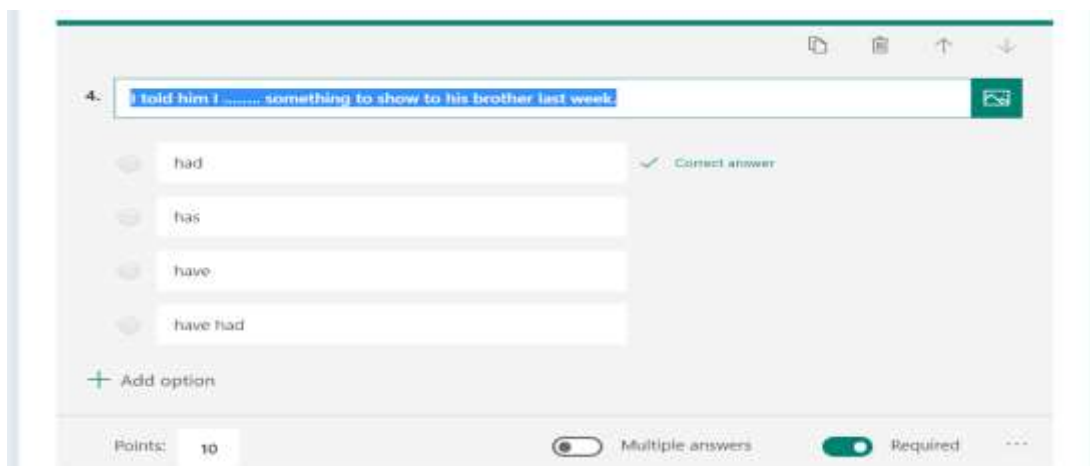 4. I told him I ........ something to show to his brother last week.
had
Correct answer
has
have
have had
Add option
Points: 10
Multiple answers
Required